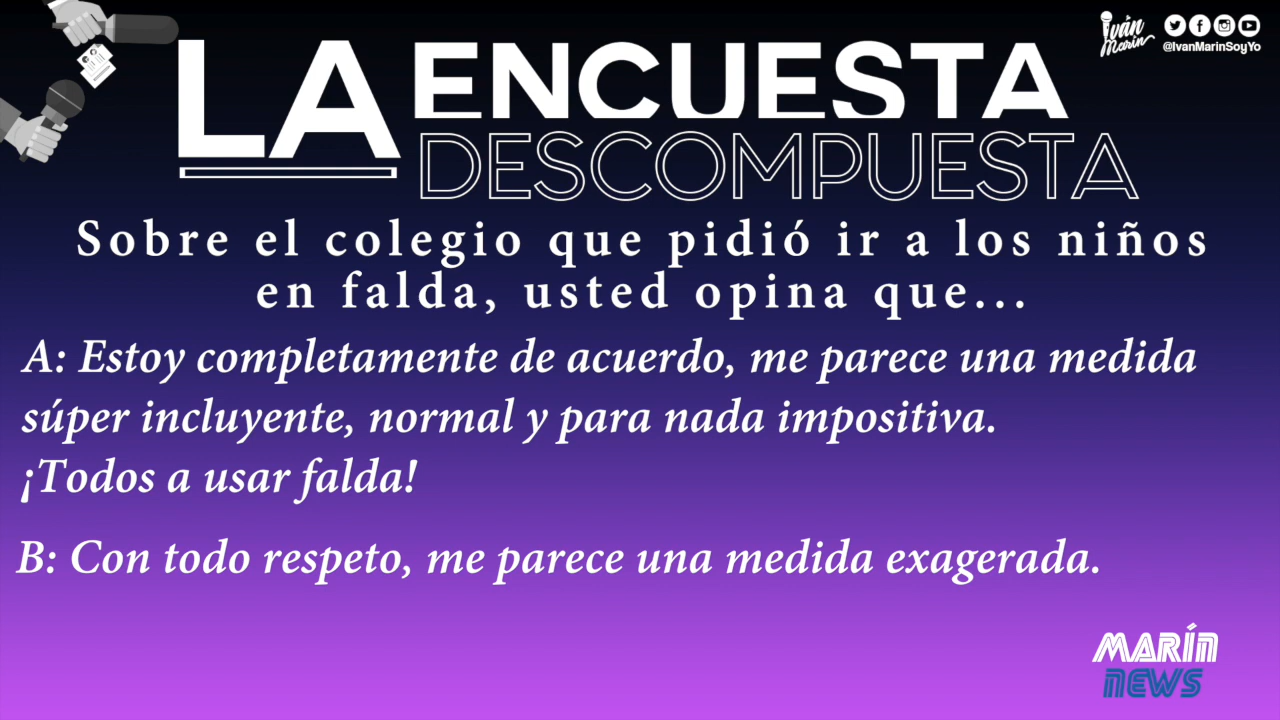 Iván
Marín
@IvanMarinSoyYo
LA ENCUESTA
DESCOMPUESTA
Sobre el colegio que pidió ir a los niños
en falda, usted opina que...
A: Estoy completamente de acuerdo, me parece una medida
súper incluyente, normal y para nada impositiva.
¡Todos a usar falda!
B: Con todo respeto, me parece una medida exagerada.
MARÍN
NEWS